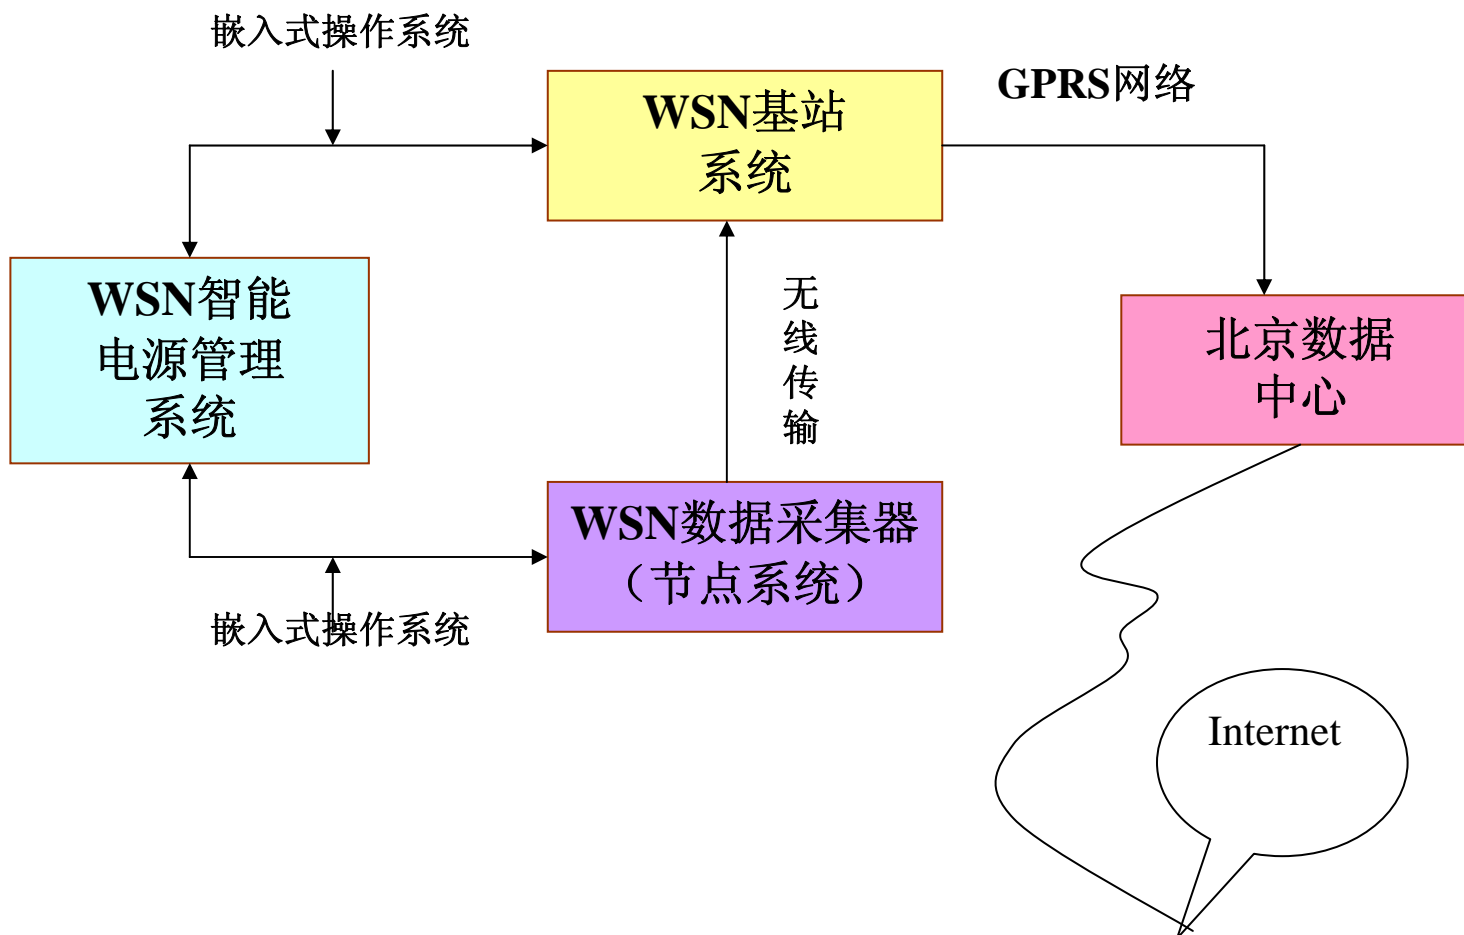 嵌入式操作系统
WSN基站
系统
GPRS网络
WSN智能
电源管理
系统
无
线
传
输
北京数据
中心
WSN数据采集器
（节点系统）
嵌入式操作系统
Internet